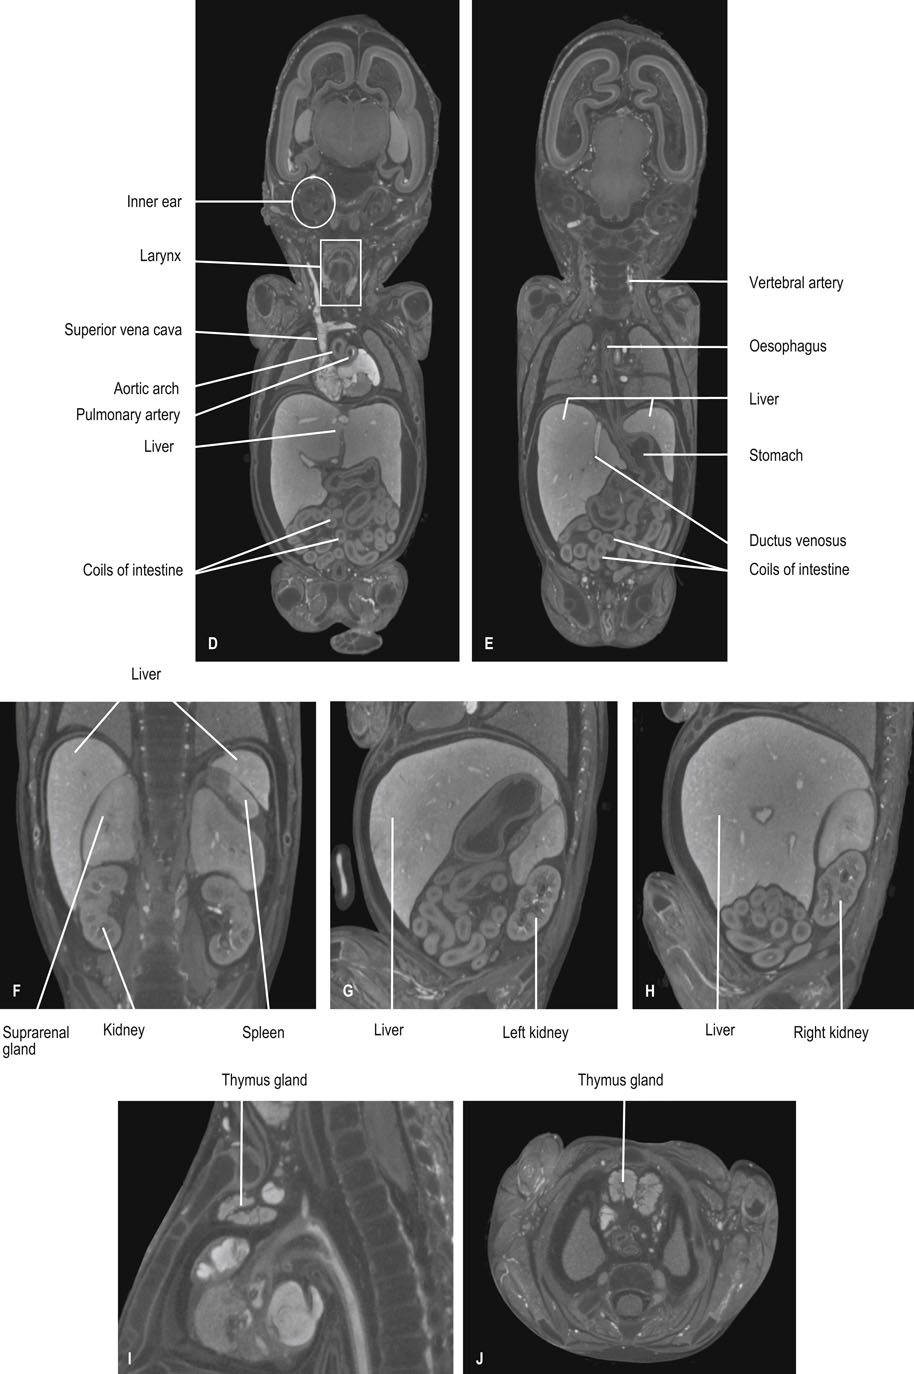 Inner ear
Larynx
Superior vena cava
Aortic arch
Pulmonary artery
Liver
Coils of intestine
D
Vertebral artery
Oesophagus
Liver
Stomach
Ductus venosus
Coils of intestine
E
Liver
F
Suprarenal
gland
Kidney
Spleen
G
Liver
Left kidney
H
Liver
Right kidney
Thymus gland
I
Thymus gland
J